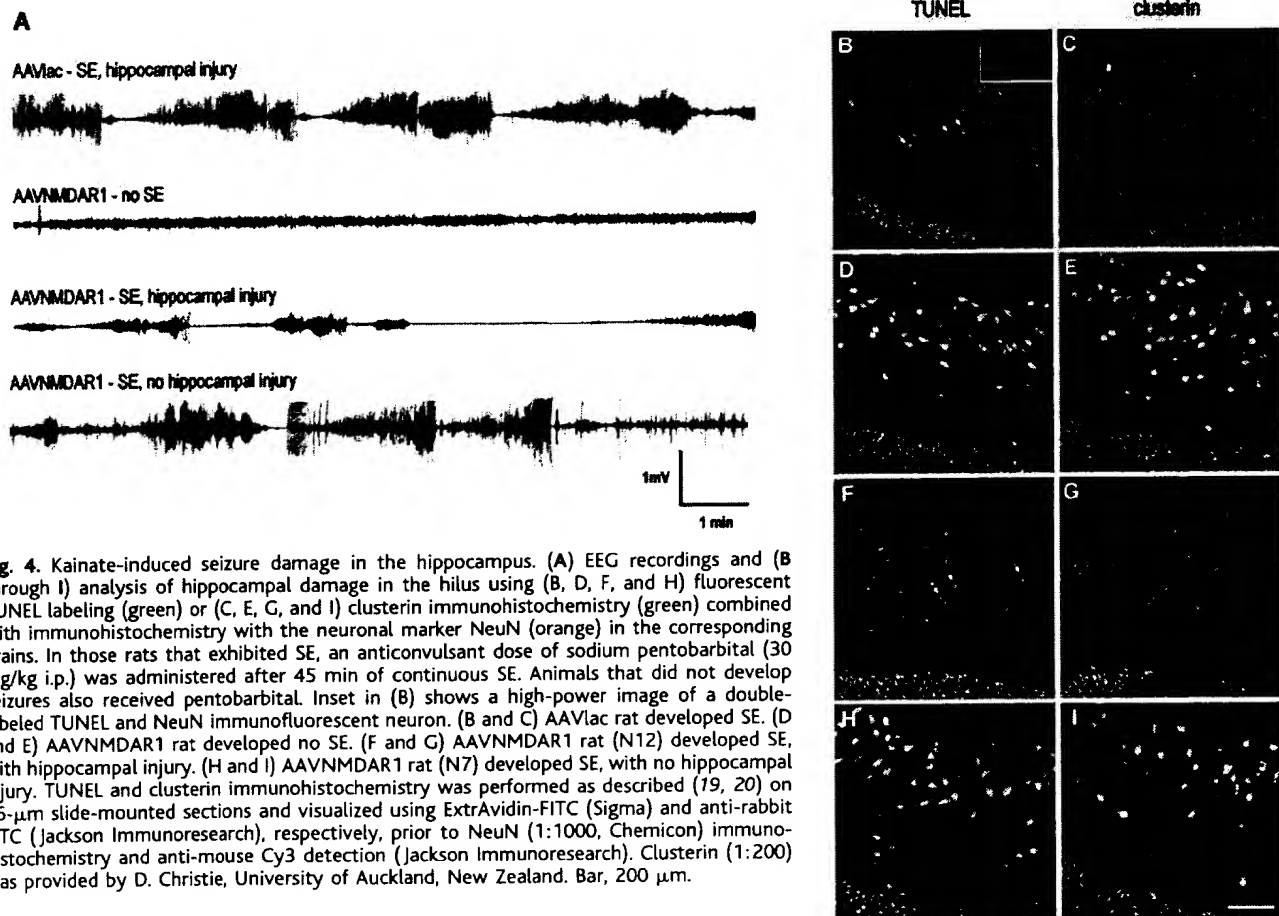 A
TUNEL
clusterin
AAVlac - SE, hippocampal injury
AAVNMDAR1 - no SE
AAVNMDAR1 - SE, hippocampal injury
AAVNMDAR1 - SE, no hippocampal injury
1mV
1 min
B
C
D
E
F
G
H
I
g. 4. Kainate-induced seizure damage in the hippocampus. (A) EEG recordings and (B
rough I) analysis of hippocampal damage in the hilus using (B, D, F, and H) fluorescent
UNEL labeling (green) or (C, E, G, and I) clusterin immunohistochemistry (green) combined
ith immunohistochemistry with the neuronal marker NeuN (orange) in the corresponding
rains. In those rats that exhibited SE, an anticonvulsant dose of sodium pentobarbital (30
g/kg i.p.) was administered after 45 min of continuous SE. Animals that did not develop
eizures also received pentobarbital. Inset in (B) shows a high-power image of a double-
beled TUNEL and NeuN immunofluorescent neuron. (B and C) AAVlac rat developed SE. (D
nd E) AAVNMDAR1 rat developed no SE. (F and G) AAVNMDAR1 rat (N12) developed SE,
ith hippocampal injury. (H and I) AAVNMDAR1 rat (N7) developed SE, with no hippocampal
jury. TUNEL and clusterin immunohistochemistry was performed as described (19, 20) on
6-μm slide-mounted sections and visualized using ExtrAvidin-FITC (Sigma) and anti-rabbit
TC (Jackson Immunoresearch), respectively, prior to NeuN (1:1000, Chemicon) immuno-
stochemistry and anti-mouse Cy3 detection (Jackson Immunoresearch). Clusterin (1:200)
as provided by D. Christie, University of Auckland, New Zealand. Bar, 200 μm.